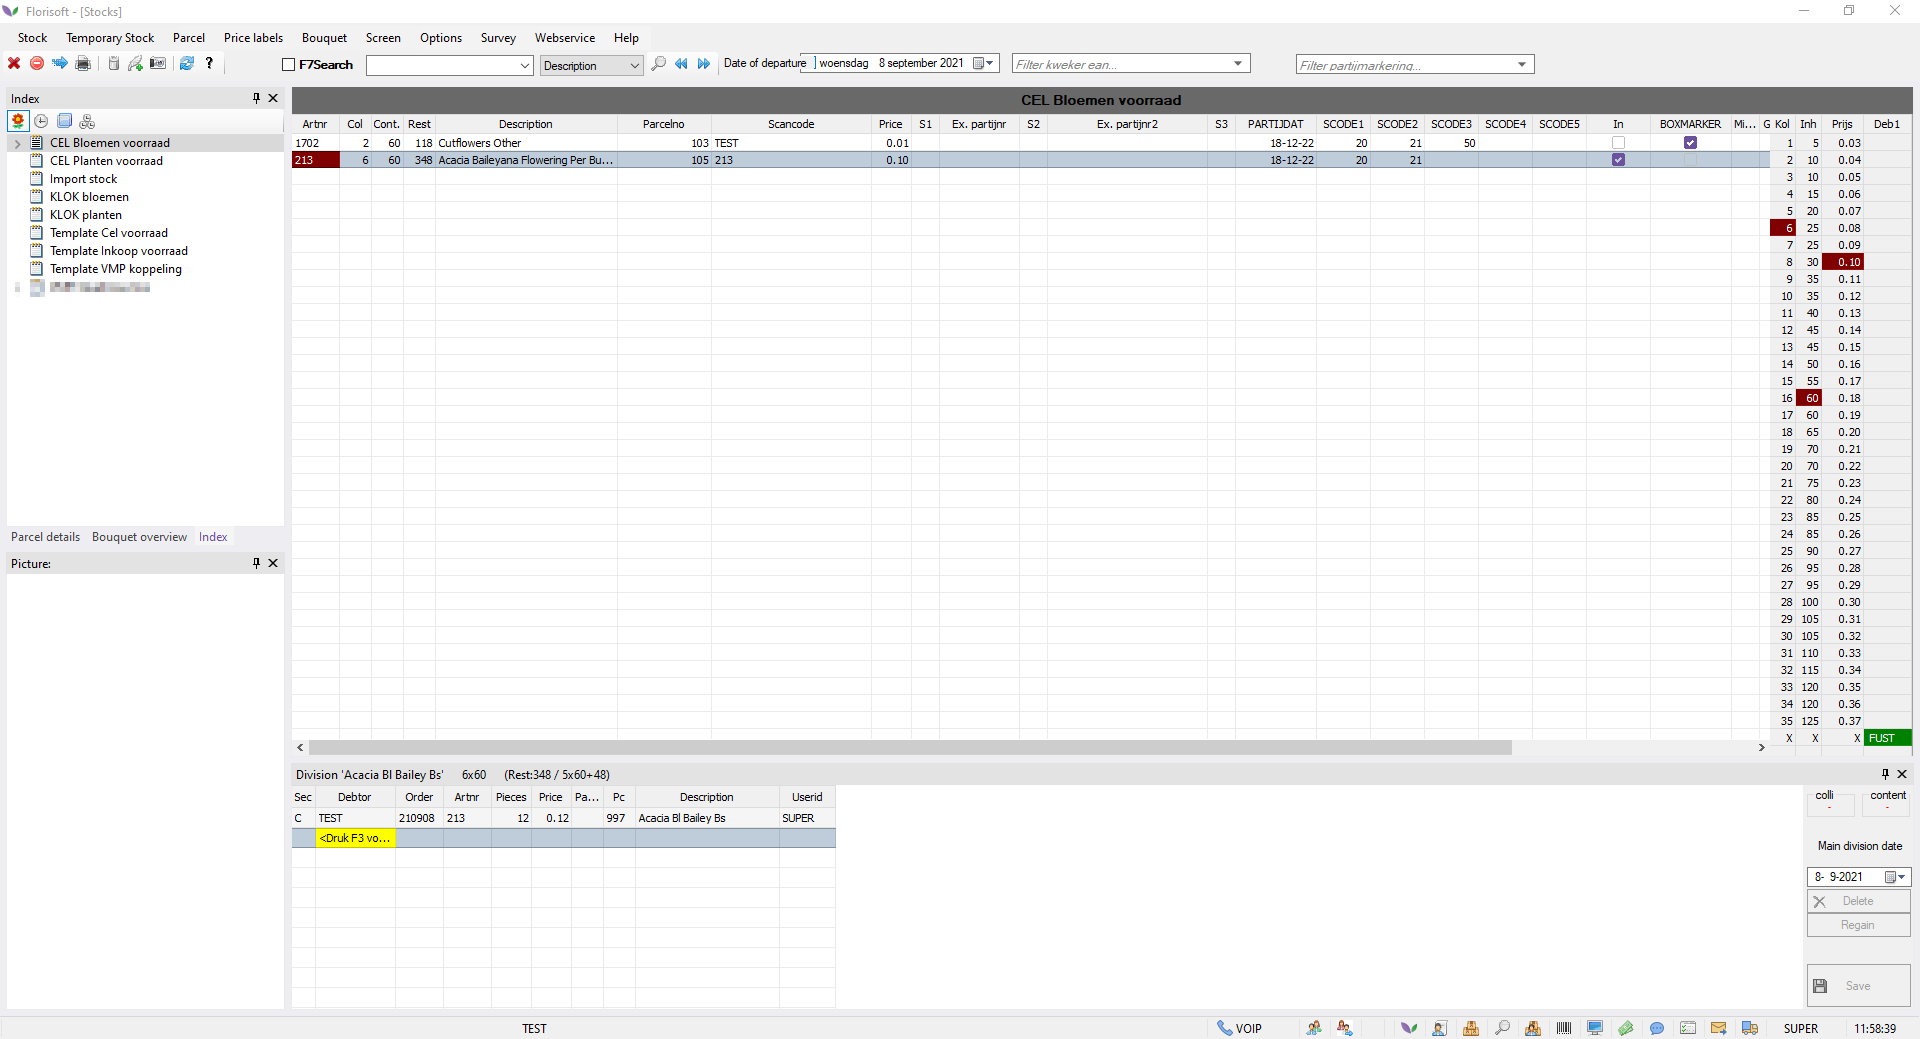 Florisoft - [Stocks]
Stock Temporary Stock Parcel Price labels Bouquet Screen Options Survey Webservice Help
F7Search Description Date of departure woensdag 8 september 2021 Filter kweker ean... Filter partijmarkering...
Index
CEL Bloemen voorraad
CEL Planten voorraad
Import stock
KLOK bloemen
KLOK planten
Template Cel voorraad
Template Inkoop voorraad
Template VMP koppeling
Parcel details Bouquet overview Index
Picture:
CEL Bloemen voorraad
Artnr Col Cont. Rest Description Parcelno Scancode Price S1 Ex. partijnr S2 Ex. partijnr2 S3 PARTIJDAT SCODE1 SCODE2 SCODE3 SCODE4 SCODE5 In BOXMARKER Mi... G Kol Inh Prijs Deb1
1702 2 60 118 Cutflowers Other 103 TEST 0.01 18-12-22 20 21 50
213 6 60 348 Acacia Baileyana Flowering Per Bu... 105 213 0.10 18-12-22 20 21
1 5 0.03
2 10 0.04
3 10 0.05
4 15 0.06
5 20 0.07
6 25 0.08
7 25 0.09
8 30 0.10
9 35 0.11
10 35 0.12
11 40 0.13
12 45 0.14
13 45 0.15
14 50 0.16
15 55 0.17
16 60 0.18
17 60 0.19
18 65 0.20
19 70 0.21
20 70 0.22
21 75 0.23
22 80 0.24
23 85 0.25
24 85 0.26
25 90 0.27
26 95 0.28
27 95 0.29
28 100 0.30
29 105 0.31
30 105 0.32
31 110 0.33
32 115 0.34
33 120 0.35
34 120 0.36
35 125 0.37
X X X FUST
Division 'Acacia Bl Bailey Bs' 6x60 (Rest:348 / 5x60+48)
Sec Debtor Order Artnr Pieces Price Pa... Pc Description Userid
C TEST 210908 213 12 0.12 997 Acacia Bl Bailey Bs SUPER
<Druk F3 vo...
colli content
- -
Main division date
8- 9-2021
Delete
Regain
Save
TEST VOIP SUPER 11:58:39